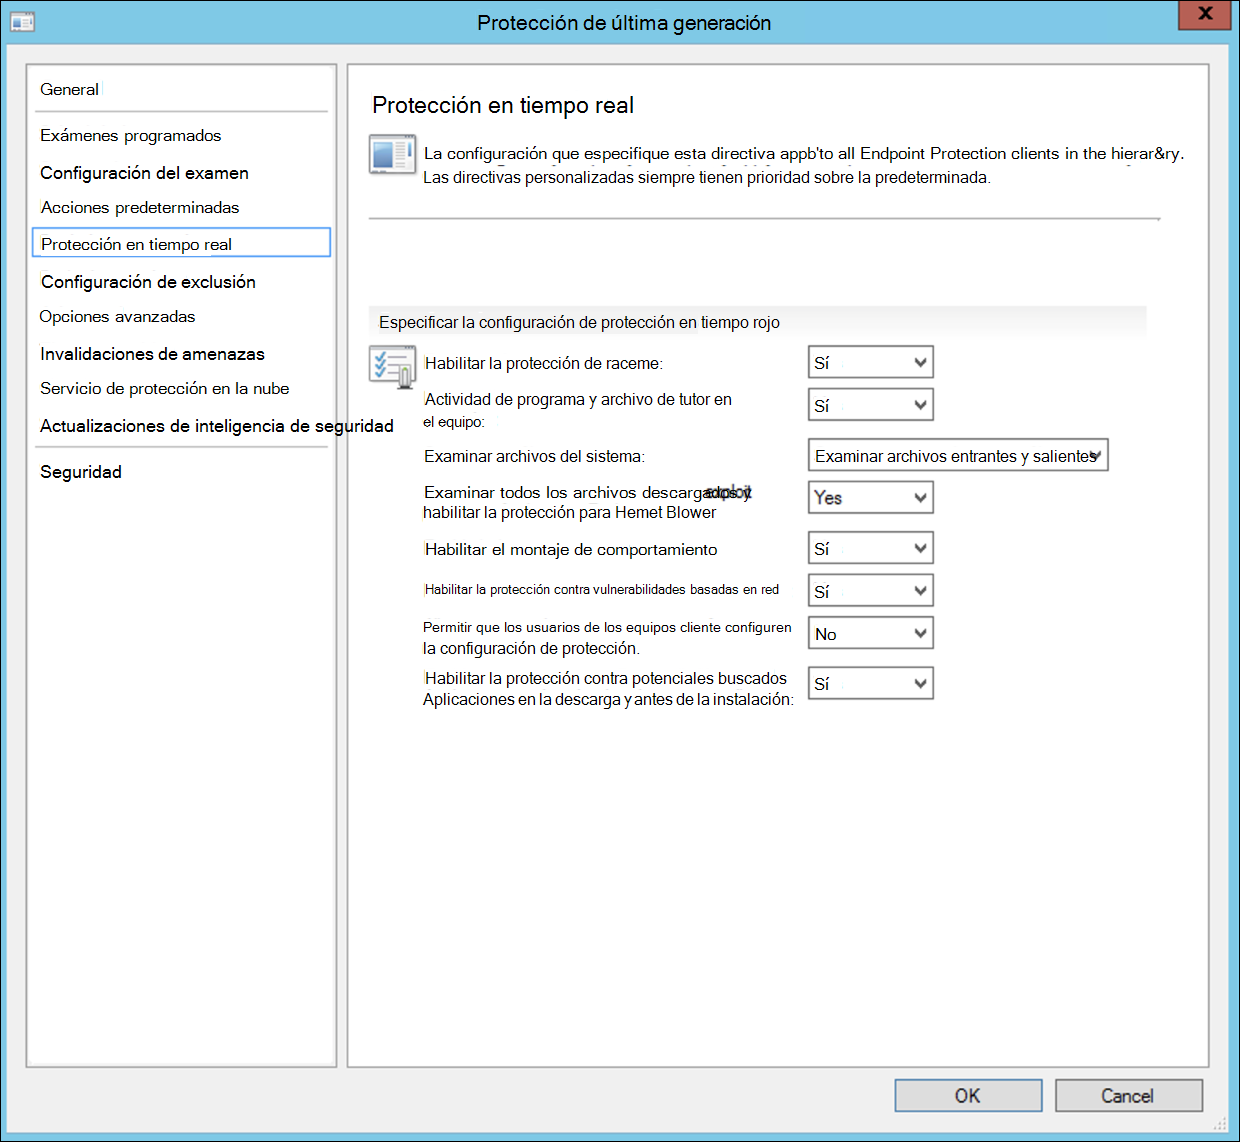 Protección de última generación
General
Exámenes programados
Configuración del examen
Acciones predeterminadas
Protección en tiempo real
Configuración de exclusión
Opciones avanzadas
Invalidaciones de amenazas
Servicio de protección en la nube
Actualizaciones de inteligencia de seguridad
Seguridad
Protección en tiempo real
La configuración que especifique esta directiva appb'to all Endpoint Protection clients in the hierar&ry.
Las directivas personalizadas siempre tienen prioridad sobre la predeterminada.
Especificar la configuración de protección en tiempo rojo
Habilitar la protección de raceme: Sí
Actividad de programa y archivo de tutor en
el equipo: Sí
Examinar archivos del sistema: Examinar archivos entrantes y salientes
Examinar todos los archivos descargados y exploit
habilitar la protección para Hemet Blower Yes
Habilitar el montaje de comportamiento Sí
Habilitar la protección contra vulnerabilidades basadas en red Sí
Permitir que los usuarios de los equipos cliente configuren
la configuración de protección. No
Habilitar la protección contra potenciales buscados
Aplicaciones en la descarga y antes de la instalación: Sí
OK Cancel